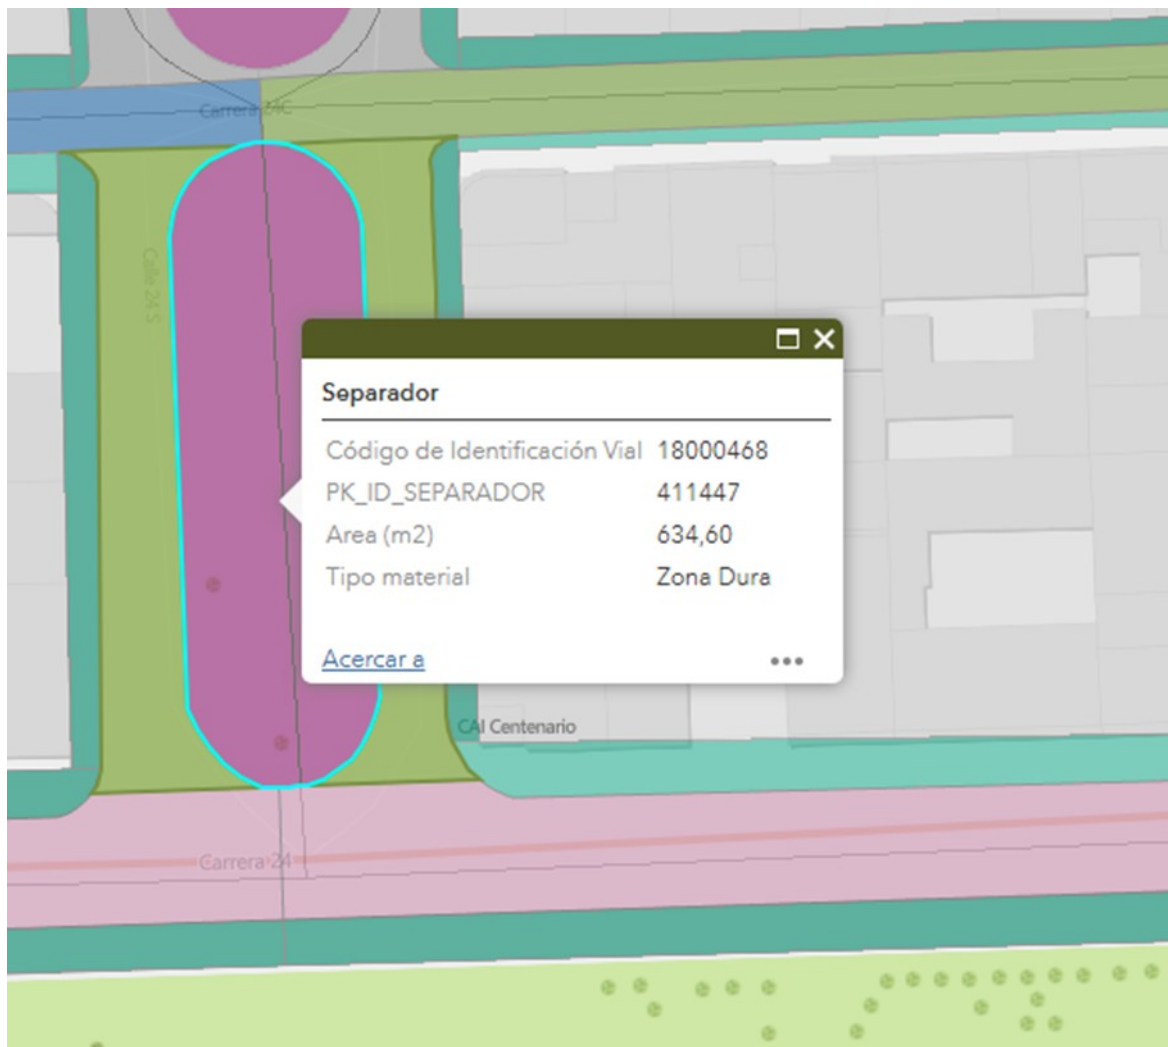 Carrera 24C
Calle 24 S
Separador
Código de Identificación Vial 18000468
PK_ID_SEPARADOR 411447
Area (m2) 634,60
Tipo material Zona Dura
Acercar a
CAI Centenario
Carrera 24